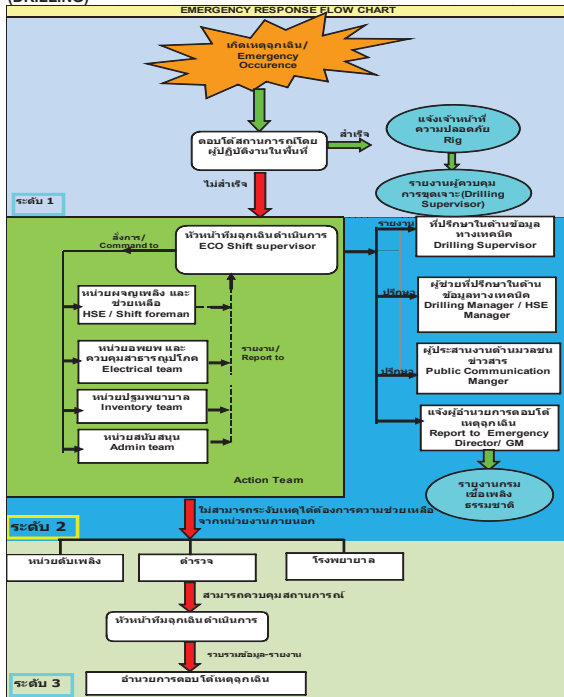 (DRILLING)
EMERGENCY RESPONSE FLOW CHART
เกิดเหตุฉุกเฉิน/
Emergency
Occurence
ตอบโต้สถานการณ์โดย
ผู้ปฏิบัติงานในพื้นที่
สำเร็จ
แจ้งเจ้าหน้าที่
ความปลอดภัย
Rig
รายงานผู้ควบคุม
การขุดเจาะ(Drilling
Supervisor)
ไม่สำเร็จ
ระดับ 1
สั่งการ/
Command to
หัวหน้าทีมฉุกเฉินดำเนินการ
ECO Shift supervisor
รายงาน
ที่ปรึกษาในด้านข้อมูล
ทางเทคนิค
Drilling Supervisor
หน่วยผจญเพลิง และ
ช่วยเหลือ
HSE / Shift foreman
ปรึกษา
ผู้ช่วยที่ปรึกษาในด้าน
ข้อมูลทางเทคนิค
Drilling Manager / HSE
Manager
รายงาน/
Report to
หน่วยอพยพ และ
ควบคุมสาธารณูปโภค
Electrical team
ปรึกษา
ผู้ประสานงานด้านมวลชน
ข่าวสาร
Public Communication
Manger
หน่วยปฐมพยาบาล
Inventory team
หน่วยสนับสนุน
Admin team
แจ้งผู้อำนวยการตอบโต้
เหตุฉุกเฉิน
Report to Emergency
Director/ GM
Action Team
รายงานกรม
เชื้อเพลิง
ธรรมชาติ
ไม่สามารถระงับเหตุได้ต้องการความช่วยเหลือ
จากหน่วยงานภายนอก
ระดับ 2
หน่วยดับเพลิง
ตำรวจ
โรงพยาบาล
สามารถควบคุมสถานการณ์
หัวหน้าทีมฉุกเฉินดำเนินการ
รวบรวมข้อมูล-รายงาน
ระดับ 3
อำนวยการตอบโต้เหตุฉุกเฉิน